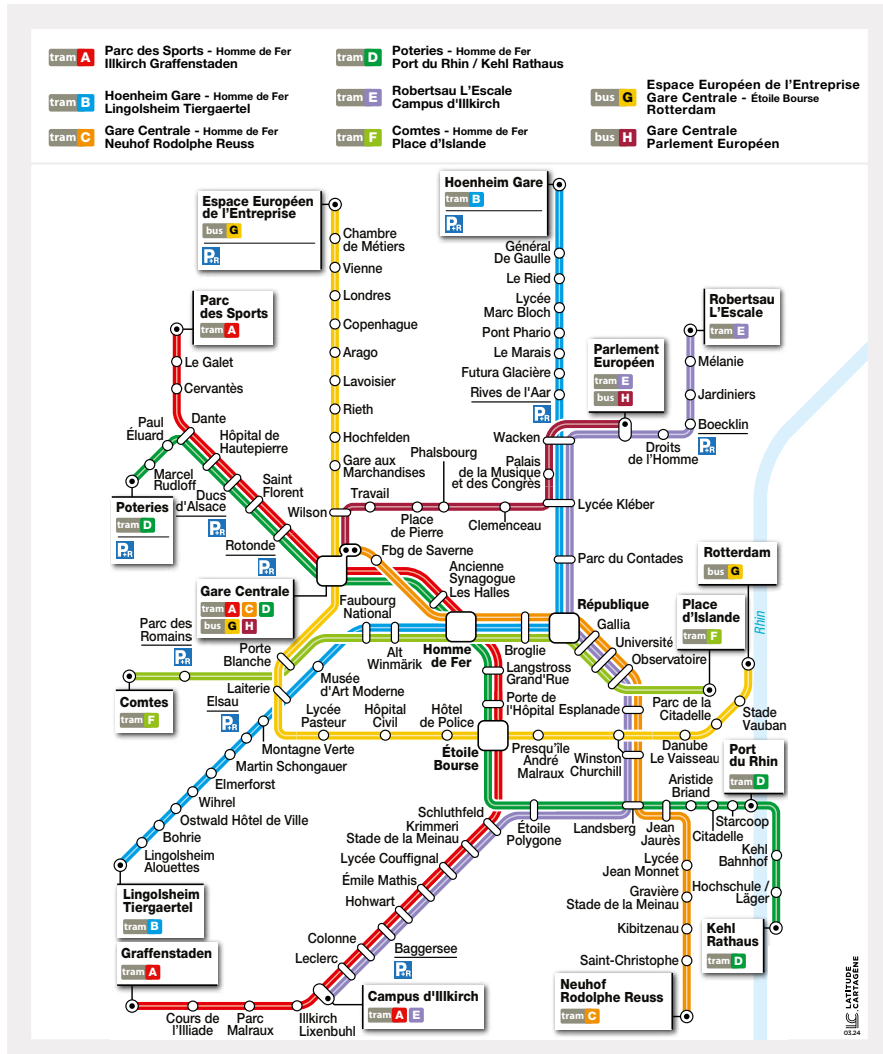 tram A
Parc des Sports - Homme de Fer
Illkirch Graffenstaden
tram B
Hoenheim Gare - Homme de Fer
Lingolsheim Tiergaertel
tram C
Gare Centrale - Homme de Fer
Neuhof Rodolphe Reuss
tram D
Poteries - Homme de Fer
Port du Rhin / Kehl Rathaus
tram E
Robertsau L'Escale
Campus d'Illkirch
tram F
Comtes - Homme de Fer
Place d'Islande
bus G
Espace Européen de l'Entreprise
Gare Centrale - Étoile Bourse
Rotterdam
bus H
Gare Centrale
Parlement Européen
Espace Européen
de l'Entreprise
bus G
P+R
Hoenheim Gare
tram B
P+R
Chambre
de Métiers
Vienne
Londres
Copenhague
Arago
Lavoisier
Rieth
Hochfelden
Gare aux
Marchandises
Général
De Gaulle
Le Ried
Lycée
Marc Bloch
Pont Phario
Le Marais
Futura Glacière
Rives de l'Aar
P+R
Parc
des Sports
tram A
Le Galet
Cervantès
Dante
Paul
Éluard
Marcel
Rudloff
Hôpital de
Hautepierre
Ducs
d'Alsace
P+R
Saint
Florent
Rotonde
P+R
Poteries
tram D
P+R
Robertsau
L'Escale
tram E
Mélanie
Jardiniers
Boecklin
P+R
Droits
de l'Homme
Parlement
Européen
tram E
bus H
Wacken
Palais
de la Musique
et des Congrès
Phalsbourg
Travail
Wilson
Place
de Pierre
Clemenceau
Lycée Kléber
Parc du Contades
Fbg de Saverne
Ancienne
Synagogue
Les Halles
Gare Centrale
tram A C D
bus G H
Faubourg
National
Homme
de Fer
Alt
Winmärik
Broglie
République
Gallia
Université
Observatoire
Rotterdam
bus G
Place
d'Islande
tram F
Rhin
Parc des
Romains
P+R
Porte
Blanche
Comtes
tram F
Laiterie
Elsau
P+R
Musée
d'Art Moderne
Langstross
Grand'Rue
Porte de
l'Hôpital
Esplanade
Parc de la
Citadelle
Stade
Vauban
Lycée
Pasteur
Hôpital
Civil
Hôtel
de Police
Étoile
Bourse
Presqu'île
André
Malraux
Winston
Churchill
Danube
Le Vaisseau
Port
du Rhin
tram D
Montagne Verte
Martin Schongauer
Elmerforst
Wihrel
Ostwald Hôtel de Ville
Bohrie
Lingolsheim
Alouettes
Lingolsheim
Tiergaertel
tram B
Aristide
Briand
Starcoop
Citadelle
Jean
Jaurès
Landsberg
Étoile
Polygone
Schluthfeld
Krimmeri
Stade de la Meinau
Lycée Couffignal
Émile Mathis
Hohwart
Colonne
Leclerc
Baggersee
P+R
Kehl
Bahnhof
Hochschule /
Läger
Kehl
Rathaus
tram D
Lycée
Jean Monnet
Gravière
Stade de la Meinau
Kibitzenau
Saint-Christophe
Neuhof
Rodolphe Reuss
tram C
Graffenstaden
tram A
Cours de
l'Illiade
Parc
Malraux
Illkirch
Lixenbuhl
Campus d'Illkirch
tram A E
LATITUDE
CARTAGÈNE
03.24